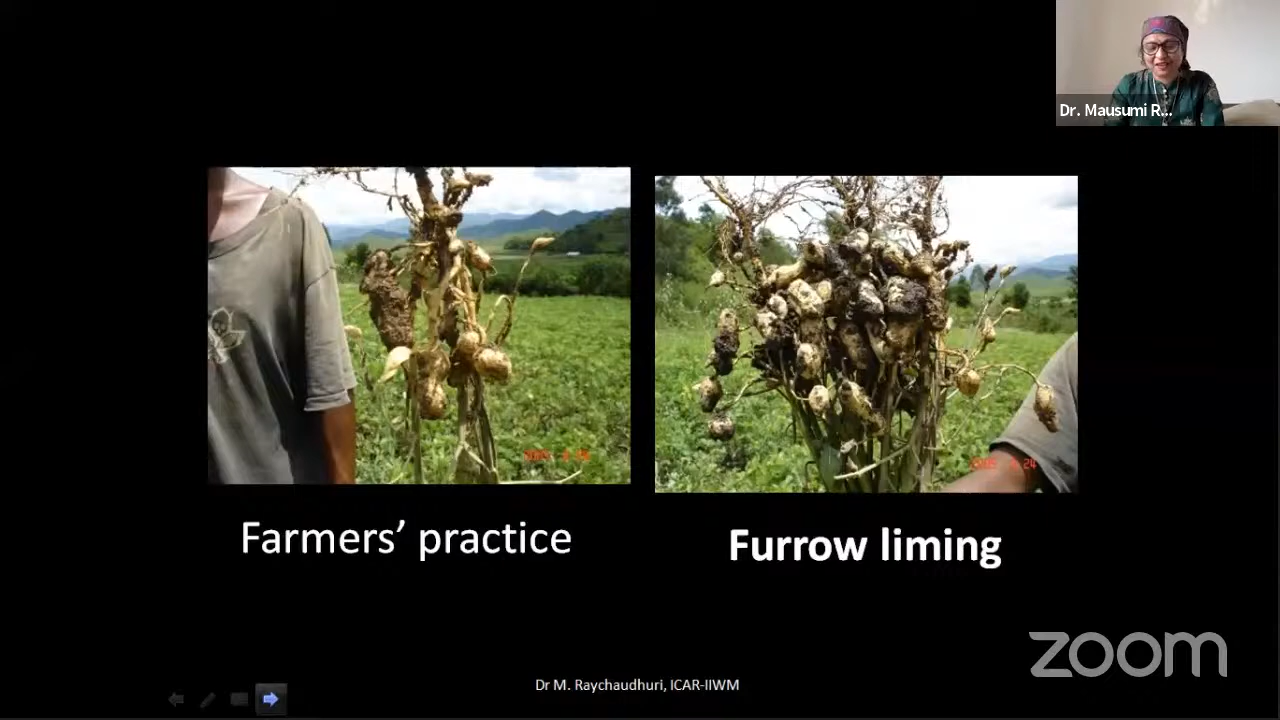 Dr. Mausumi R...
Farmers’ practice
Furrow liming
zoom
Dr M. Raychaudhuri, ICAR-IIWM